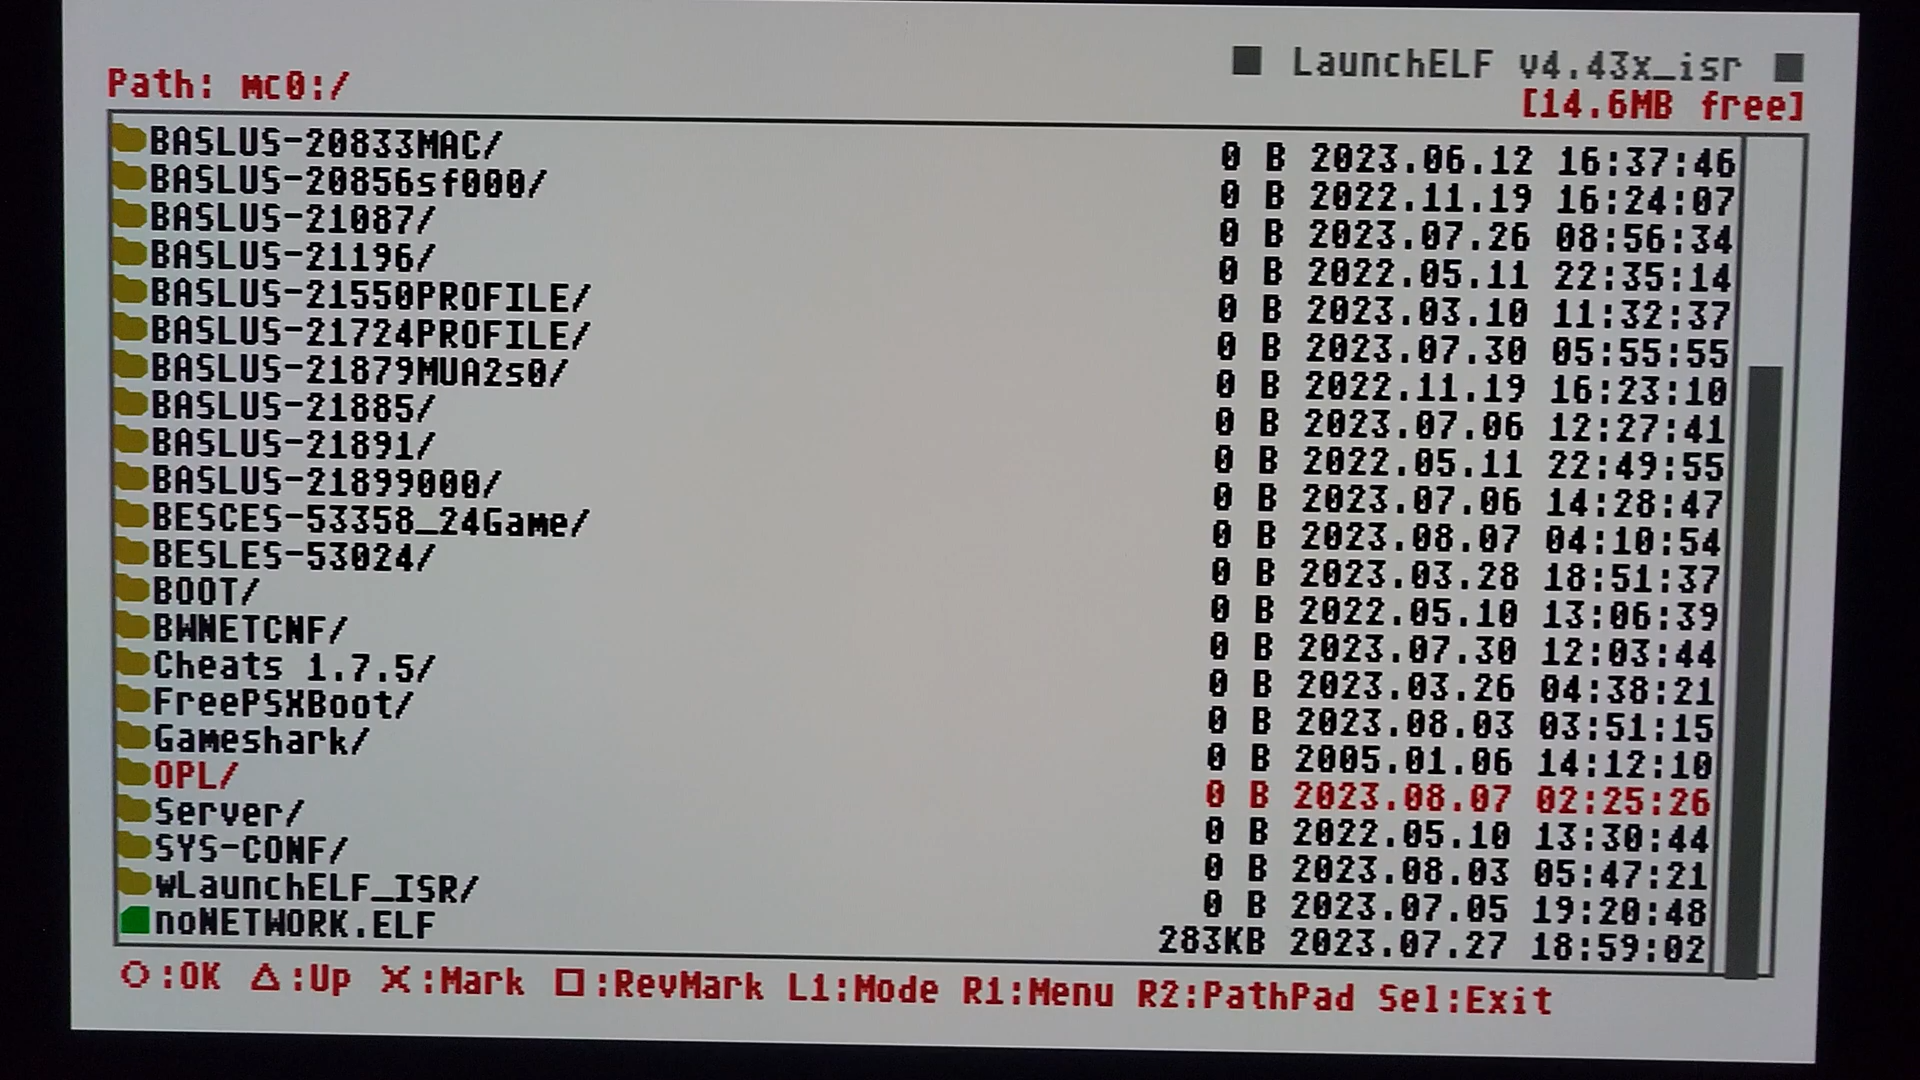 LaunchELF v4.43x_isr
Path: mc0:/ [14.6MB free]
BASLUS-20833MAC/ 0 B 2023.06.12 16:37:46
BASLUS-20856sf000/ 0 B 2022.11.19 16:24:07
BASLUS-21087/ 0 B 2023.07.26 08:56:34
BASLUS-21196/ 0 B 2022.05.11 22:35:14
BASLUS-21550PROFILE/ 0 B 2023.03.10 11:32:37
BASLUS-21724PROFILE/ 0 B 2023.07.30 05:55:55
BASLUS-21879MUA2s0/ 0 B 2022.11.19 16:23:10
BASLUS-21885/ 0 B 2023.07.06 12:27:41
BASLUS-21891/ 0 B 2022.05.11 22:49:55
BASLUS-21899000/ 0 B 2023.07.06 14:28:47
BESCES-53358_24Game/ 0 B 2023.08.07 04:10:54
BESLES-53024/ 0 B 2023.03.28 18:51:37
BOOT/ 0 B 2022.05.10 13:06:39
BWNETCNF/ 0 B 2023.07.30 12:03:44
Cheats 1.7.5/ 0 B 2023.03.26 04:38:21
FreePSXBoot/ 0 B 2023.08.03 03:51:15
Gameshark/ 0 B 2005.01.06 14:12:10
OPL/ 0 B 2023.08.07 02:25:26
Server/ 0 B 2022.05.10 13:30:44
SYS-CONF/ 0 B 2023.08.03 05:47:21
wLaunchELF_ISR/ 0 B 2023.07.05 19:20:48
noNETWORK.ELF 283KB 2023.07.27 18:59:02
○:OK △:Up X:Mark □:RevMark L1:Mode R1:Menu R2:PathPad Sel:Exit